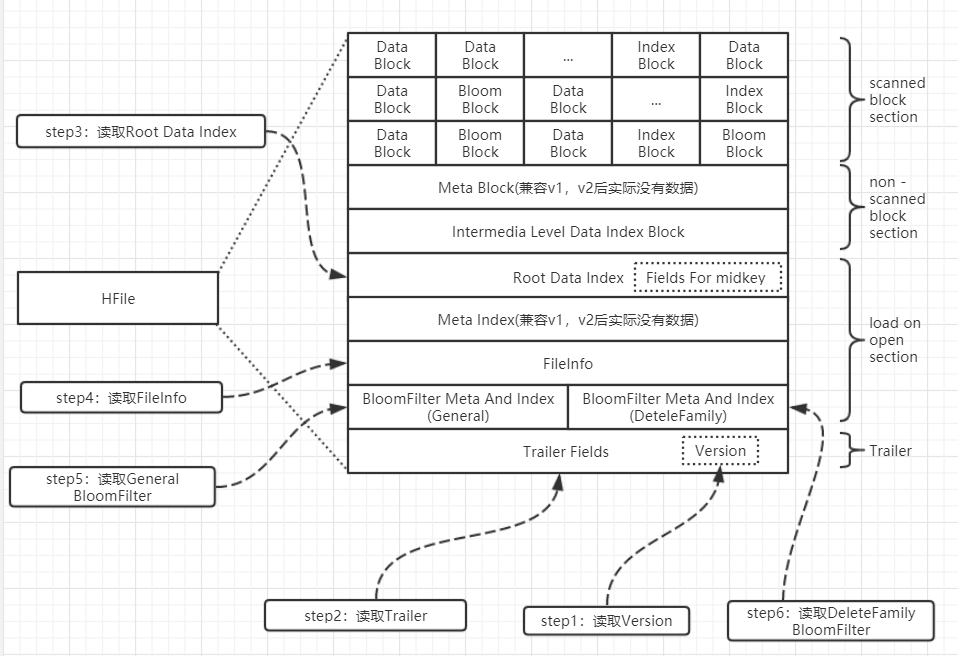 Data
Block
Data
Block
...
Index
Block
Data
Block
Data
Block
Bloom
Block
Data
Block
...
Index
Block
Data
Block
Bloom
Block
Data
Block
Index
Block
Bloom
Block
scanned
block
section
step3：读取Root Data Index
Meta Block(兼容v1，v2后实际没有数据)
Intermedia Level Data Index Block
non -
scanned
block
section
HFile
Root Data Index
Fields For midkey
Meta Index(兼容v1，v2后实际没有数据)
FileInfo
load on
open
section
step4：读取FileInfo
BloomFilter Meta And Index
(General)
BloomFilter Meta And Index
(DeteleFamily)
Trailer Fields
Version
Trailer
step5：读取General
BloomFilter
step2：读取Trailer
step1：读取Version
step6：读取DeleteFamily
BloomFilter